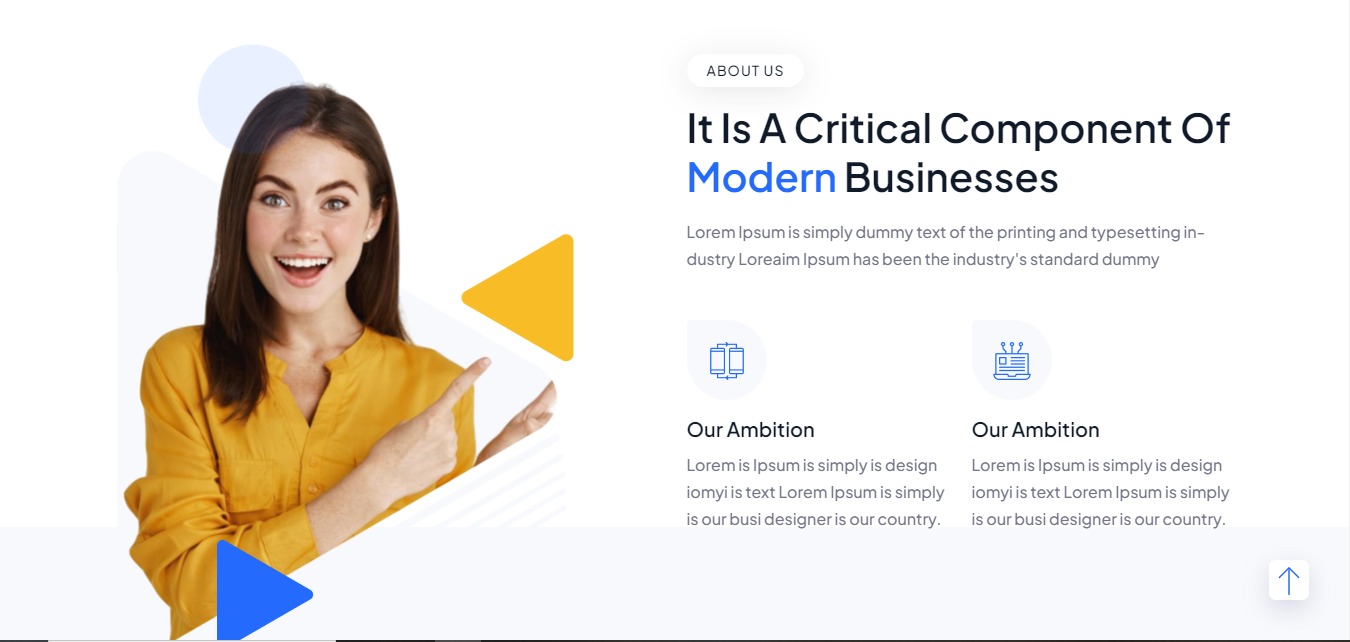 ABOUT US
It Is A Critical Component Of
Modern Businesses
Lorem Ipsum is simply dummy text of the printing and typesetting in-
dustry Loreaim Ipsum has been the industry's standard dummy
Our Ambition
Lorem is Ipsum is simply is design
iomyi is text Lorem Ipsum is simply
is our busi designer is our country.
Our Ambition
Lorem is Ipsum is simply is design
iomyi is text Lorem Ipsum is simply
is our busi designer is our country.